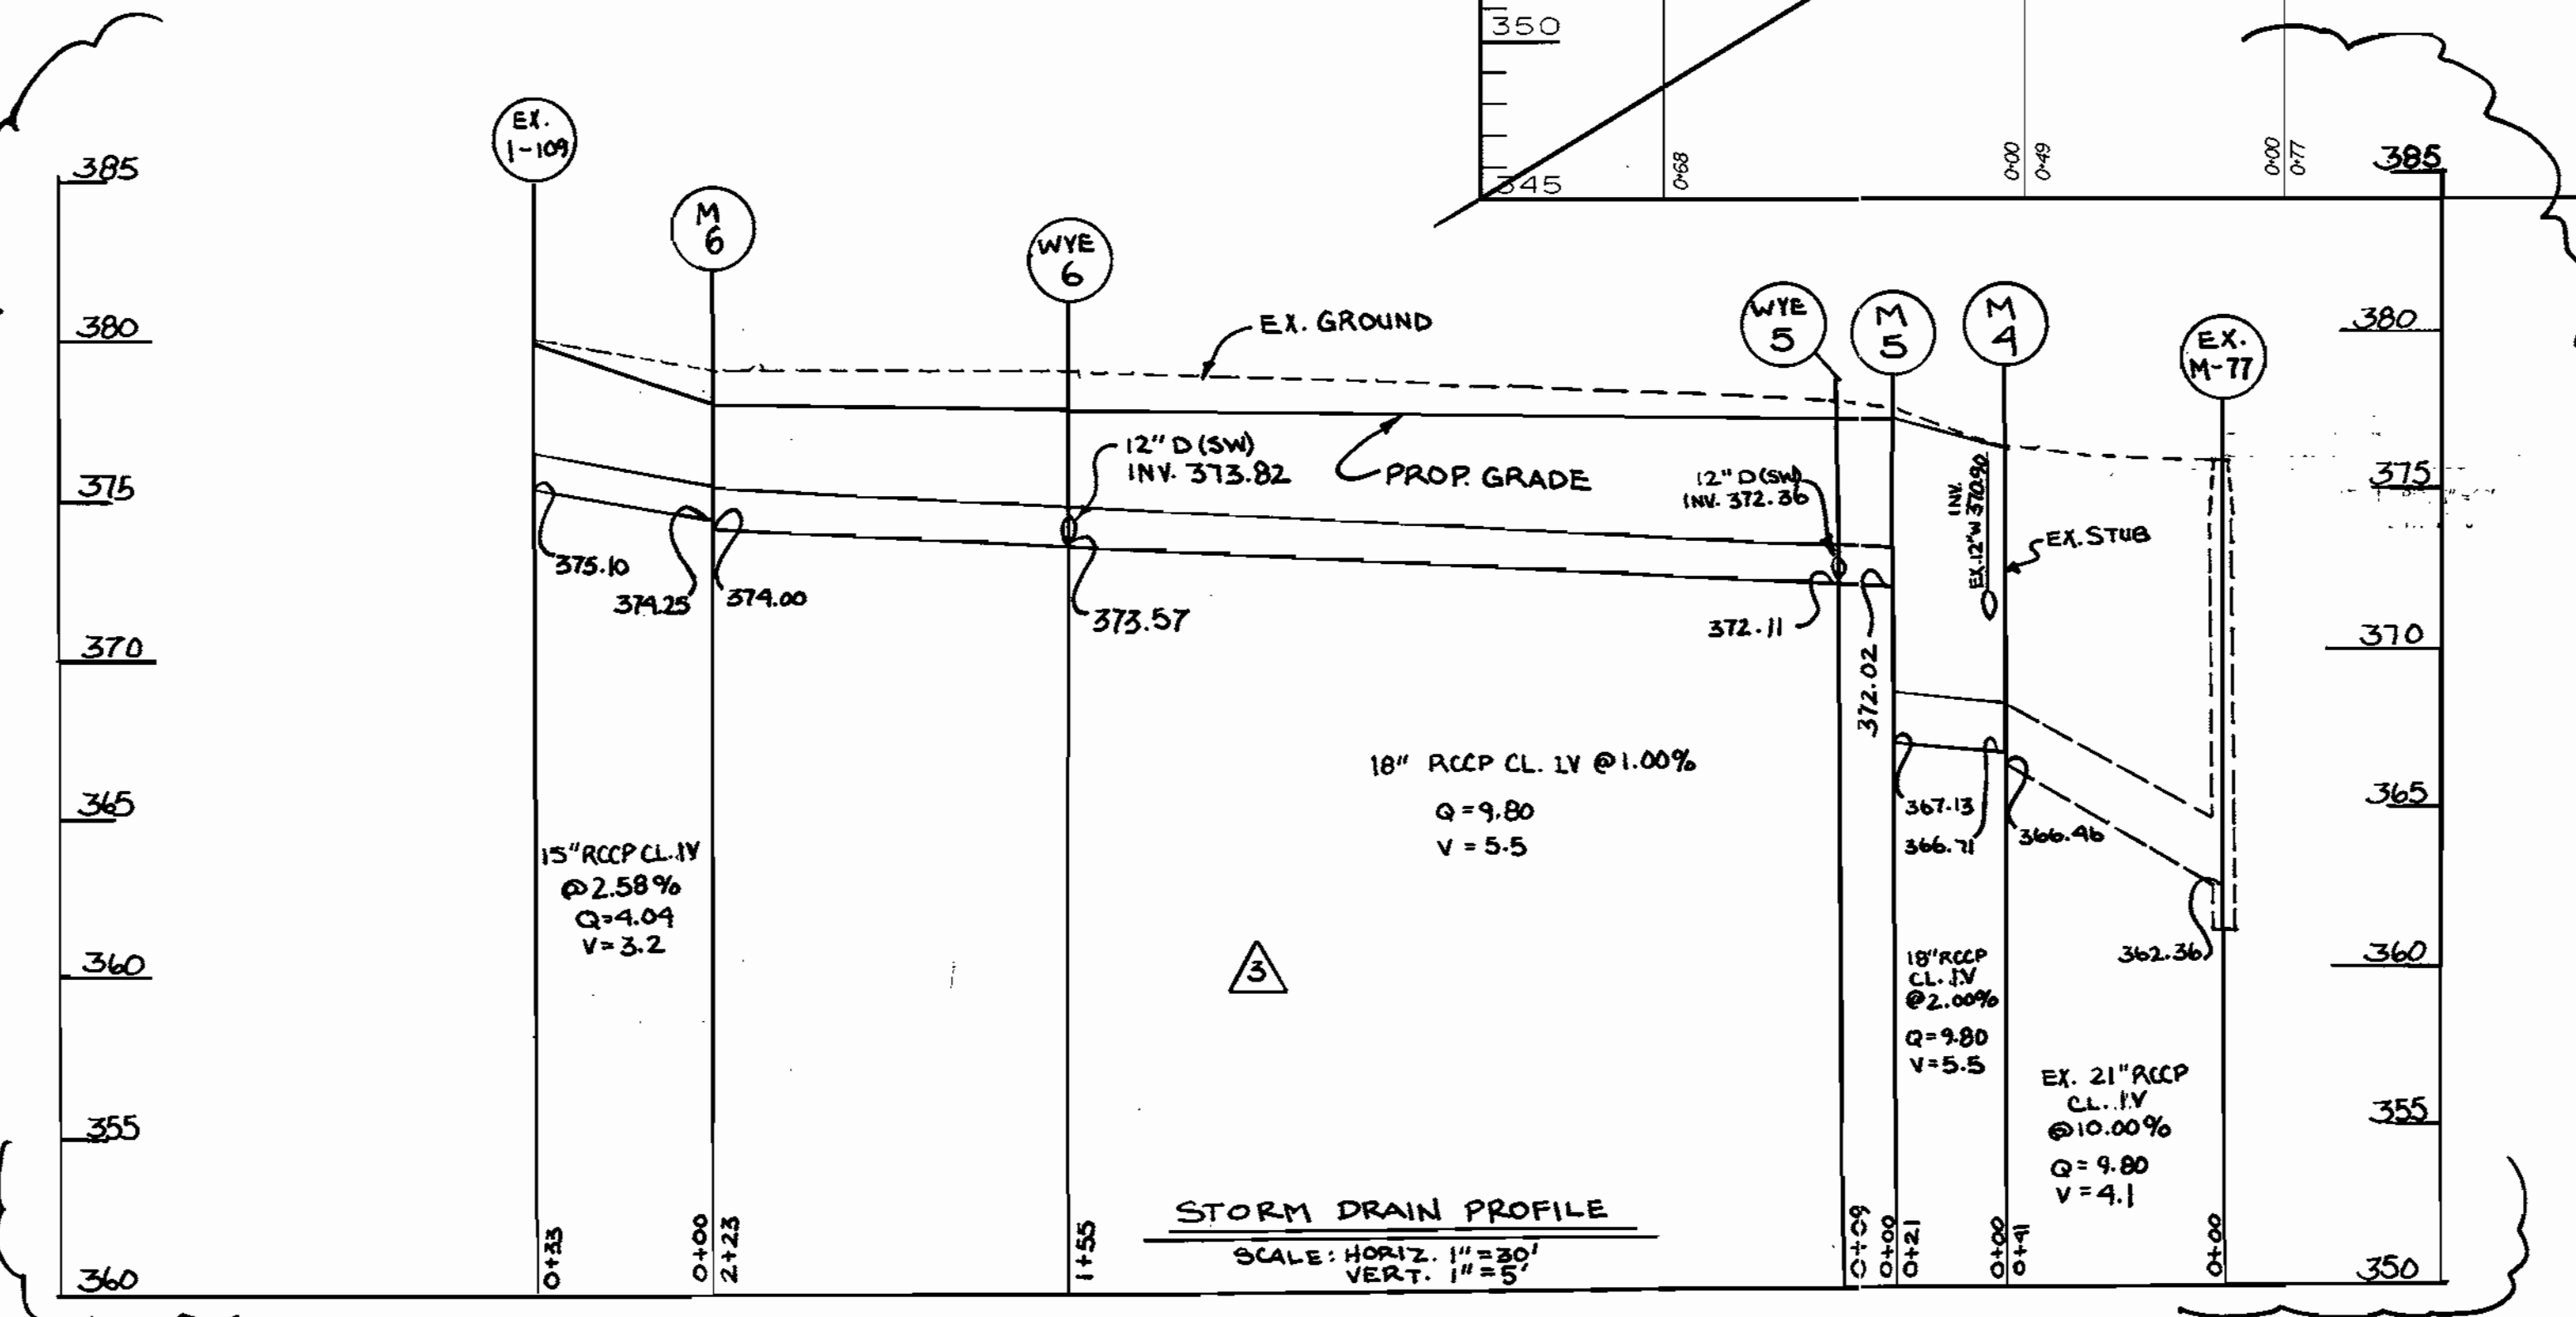 350
345
0+68
0+00
0+49
0+00
0+77
385
380
375
370
365
360
355
360
EX.
I-109
M
6
WYE
6
WYE
5
M
5
M
4
EX.
M-77
385
380
375
370
365
360
355
350
EX. GROUND
PROP. GRADE
12" D (SW)
INV. 373.82
12" D (SW)
INV. 372.36
INV.
EX.12"W 370.90
EX. STUB
375.10
374.25
374.00
373.57
372.11
372.02
367.13
366.71
366.46
362.36
15" RCCP CL. IV
@ 2.58%
Q=4.04
V=3.2
18" RCCP CL. IV @ 1.00%
Q = 9.80
V = 5.5
3
18" RCCP
CL. IV
@ 2.00%
Q=9.80
V=5.5
EX. 21" RCCP
CL. IV
@ 10.00%
Q = 9.80
V = 4.1
0+33
0+00
2+23
1+55
0+09
0+00
0+21
0+00
0+41
0+00
STORM DRAIN PROFILE
SCALE: HORIZ. 1" = 30'
VERT. 1" = 5'